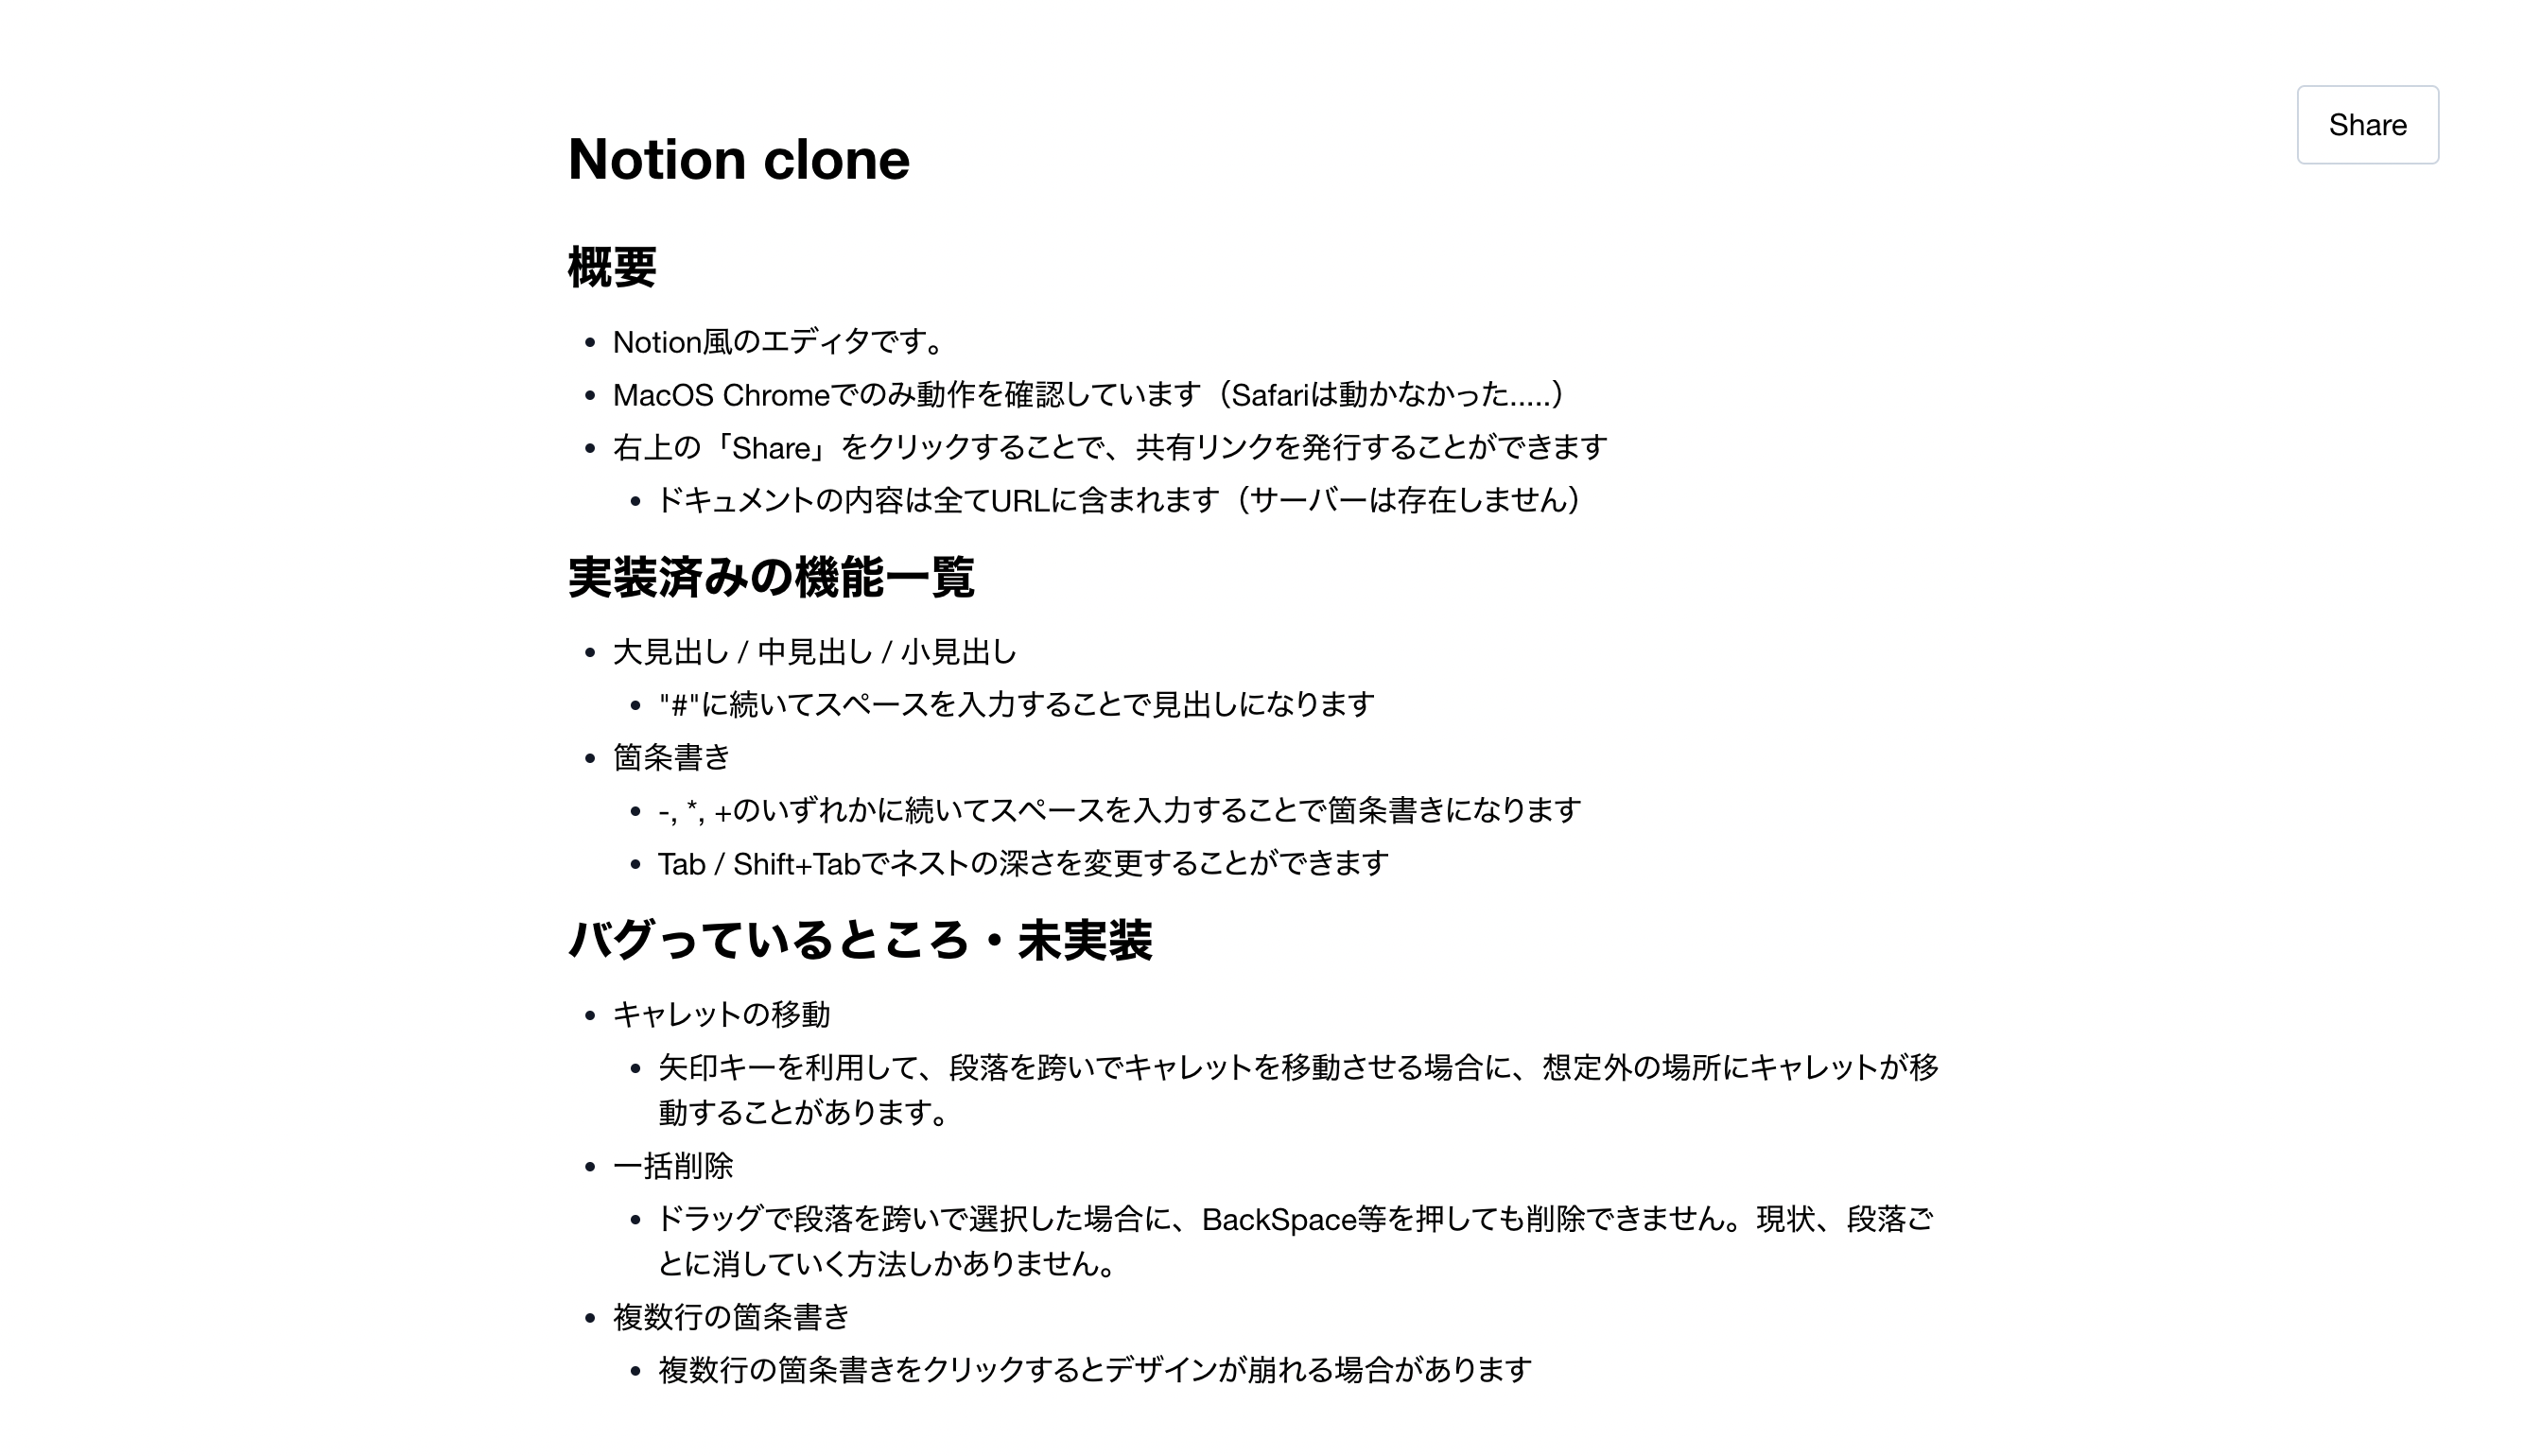 Share
Notion clone
概要
Notion風のエディタです。
MacOS Chromeでのみ動作を確認しています（Safariは動かなかった.....）
右上の「Share」をクリックすることで、共有リンクを発行することができます
ドキュメントの内容は全てURLに含まれます（サーバーは存在しません）
実装済みの機能一覧
大見出し / 中見出し / 小見出し
"#"に続いてスペースを入力することで見出しになります
箇条書き
-, *, +のいずれかに続いてスペースを入力することで箇条書きになります
Tab / Shift+Tabでネストの深さを変更することができます
バグっているところ・未実装
キャレットの移動
矢印キーを利用して、段落を跨いでキャレットを移動させる場合に、想定外の場所にキャレットが移
動することがあります。
一括削除
ドラッグで段落を跨いで選択した場合に、BackSpace等を押しても削除できません。現状、段落ご
とに消していく方法しかありません。
複数行の箇条書き
複数行の箇条書きをクリックするとデザインが崩れる場合があります